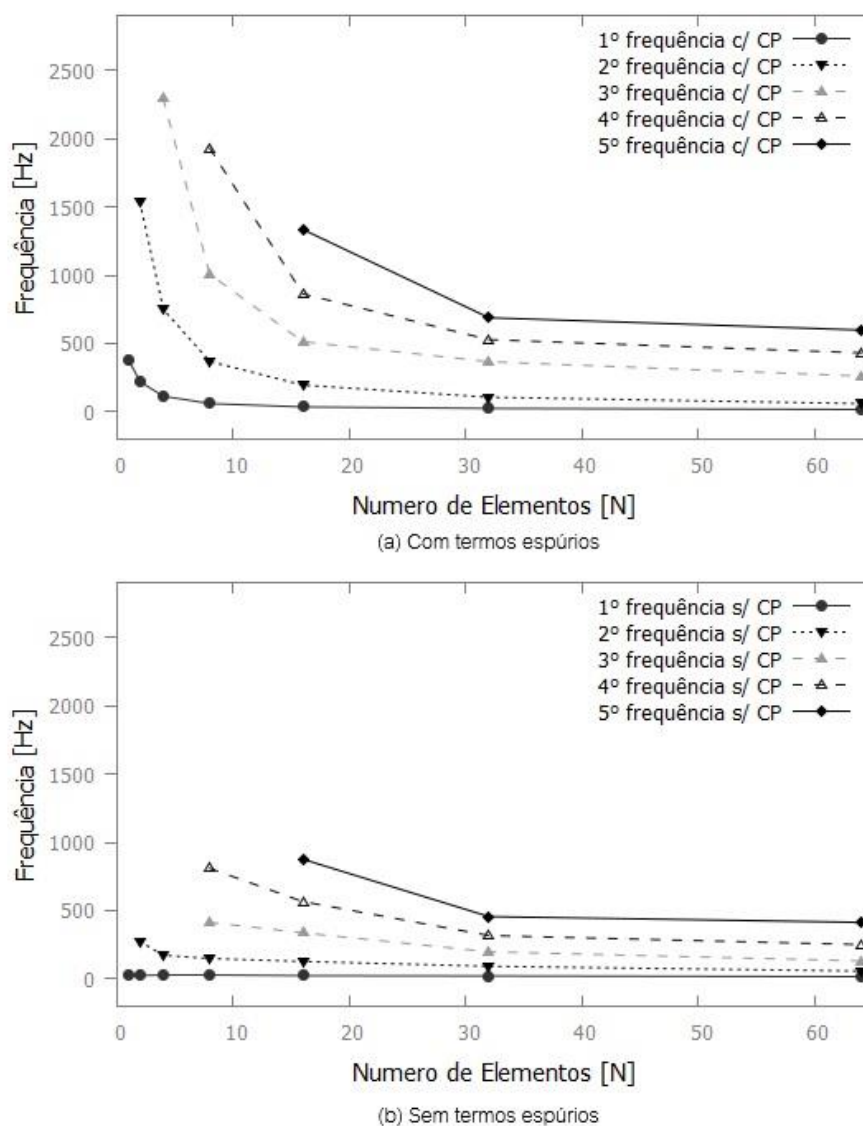 1º frequência c/ CP
2º frequência c/ CP
3º frequência c/ CP
4º frequência c/ CP
5º frequência c/ CP
2500
2000
1500
1000
500
0
Frequência [Hz]
0 10 20 30 40 50 60
Numero de Elementos [N]
(a) Com termos espúrios
1º frequência s/ CP
2º frequência s/ CP
3º frequência s/ CP
4º frequência s/ CP
5º frequência s/ CP
2500
2000
1500
1000
500
0
Frequência [Hz]
0 10 20 30 40 50 60
Numero de Elementos [N]
(b) Sem termos espúrios